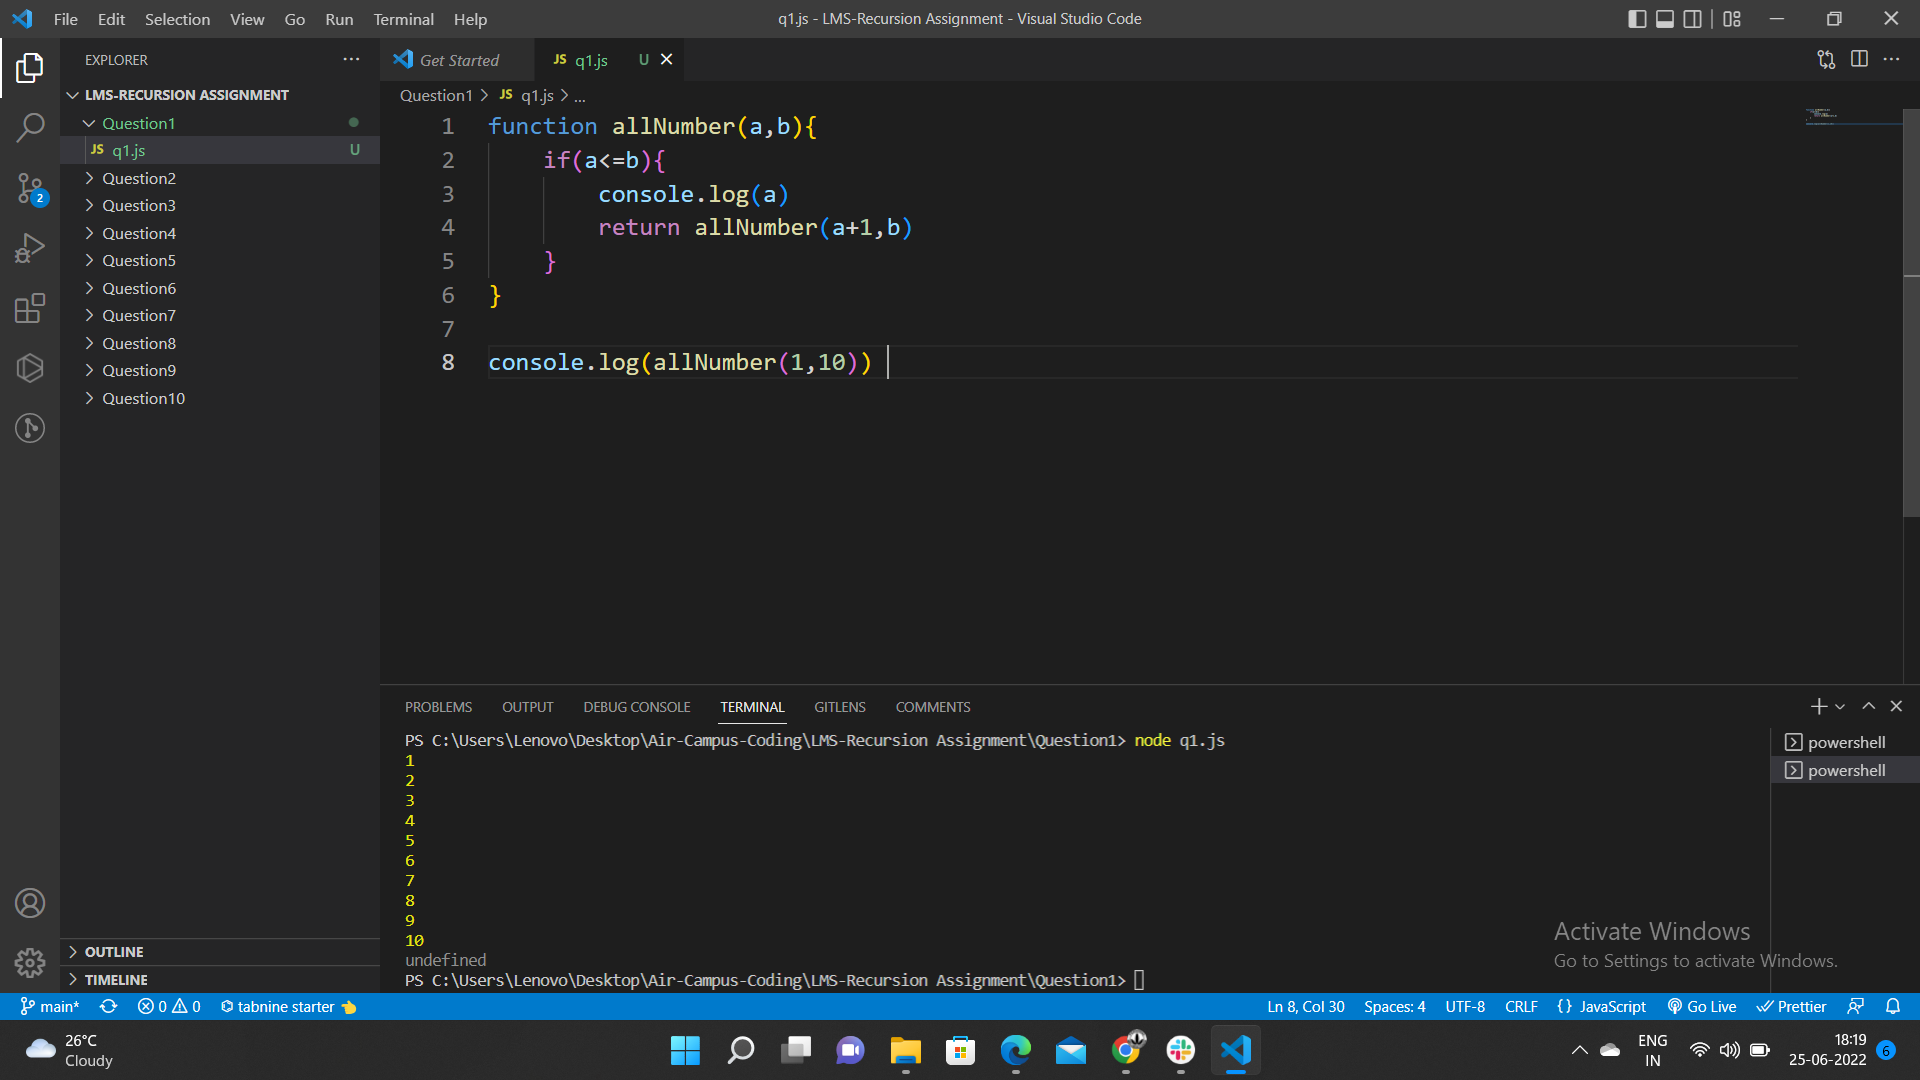 File Edit Selection View Go Run Terminal Help
q1.js - LMS-Recursion Assignment - Visual Studio Code
EXPLORER
LMS-RECURSION ASSIGNMENT
Question1
JS q1.js U
Question2
Question3
Question4
Question5
Question6
Question7
Question8
Question9
Question10
OUTLINE
TIMELINE
2
Get Started
JS q1.js U
Question1 > JS q1.js > ...
1 function allNumber(a,b){
2 if(a<=b){
3 console.log(a)
4 return allNumber(a+1,b)
5 }
6 }
7
8 console.log(allNumber(1,10))
PROBLEMS OUTPUT DEBUG CONSOLE TERMINAL GITLENS COMMENTS
PS C:\Users\Lenovo\Desktop\Air-Campus-Coding\LMS-Recursion Assignment\Question1> node q1.js
1
2
3
4
5
6
7
8
9
10
undefined
PS C:\Users\Lenovo\Desktop\Air-Campus-Coding\LMS-Recursion Assignment\Question1>
powershell
powershell
Activate Windows
Go to Settings to activate Windows.
main* 0 0 tabnine starter
Ln 8, Col 30 Spaces: 4 UTF-8 CRLF {} JavaScript Go Live Prettier
26°C
Cloudy
ENG
IN
18:19
25-06-2022
6